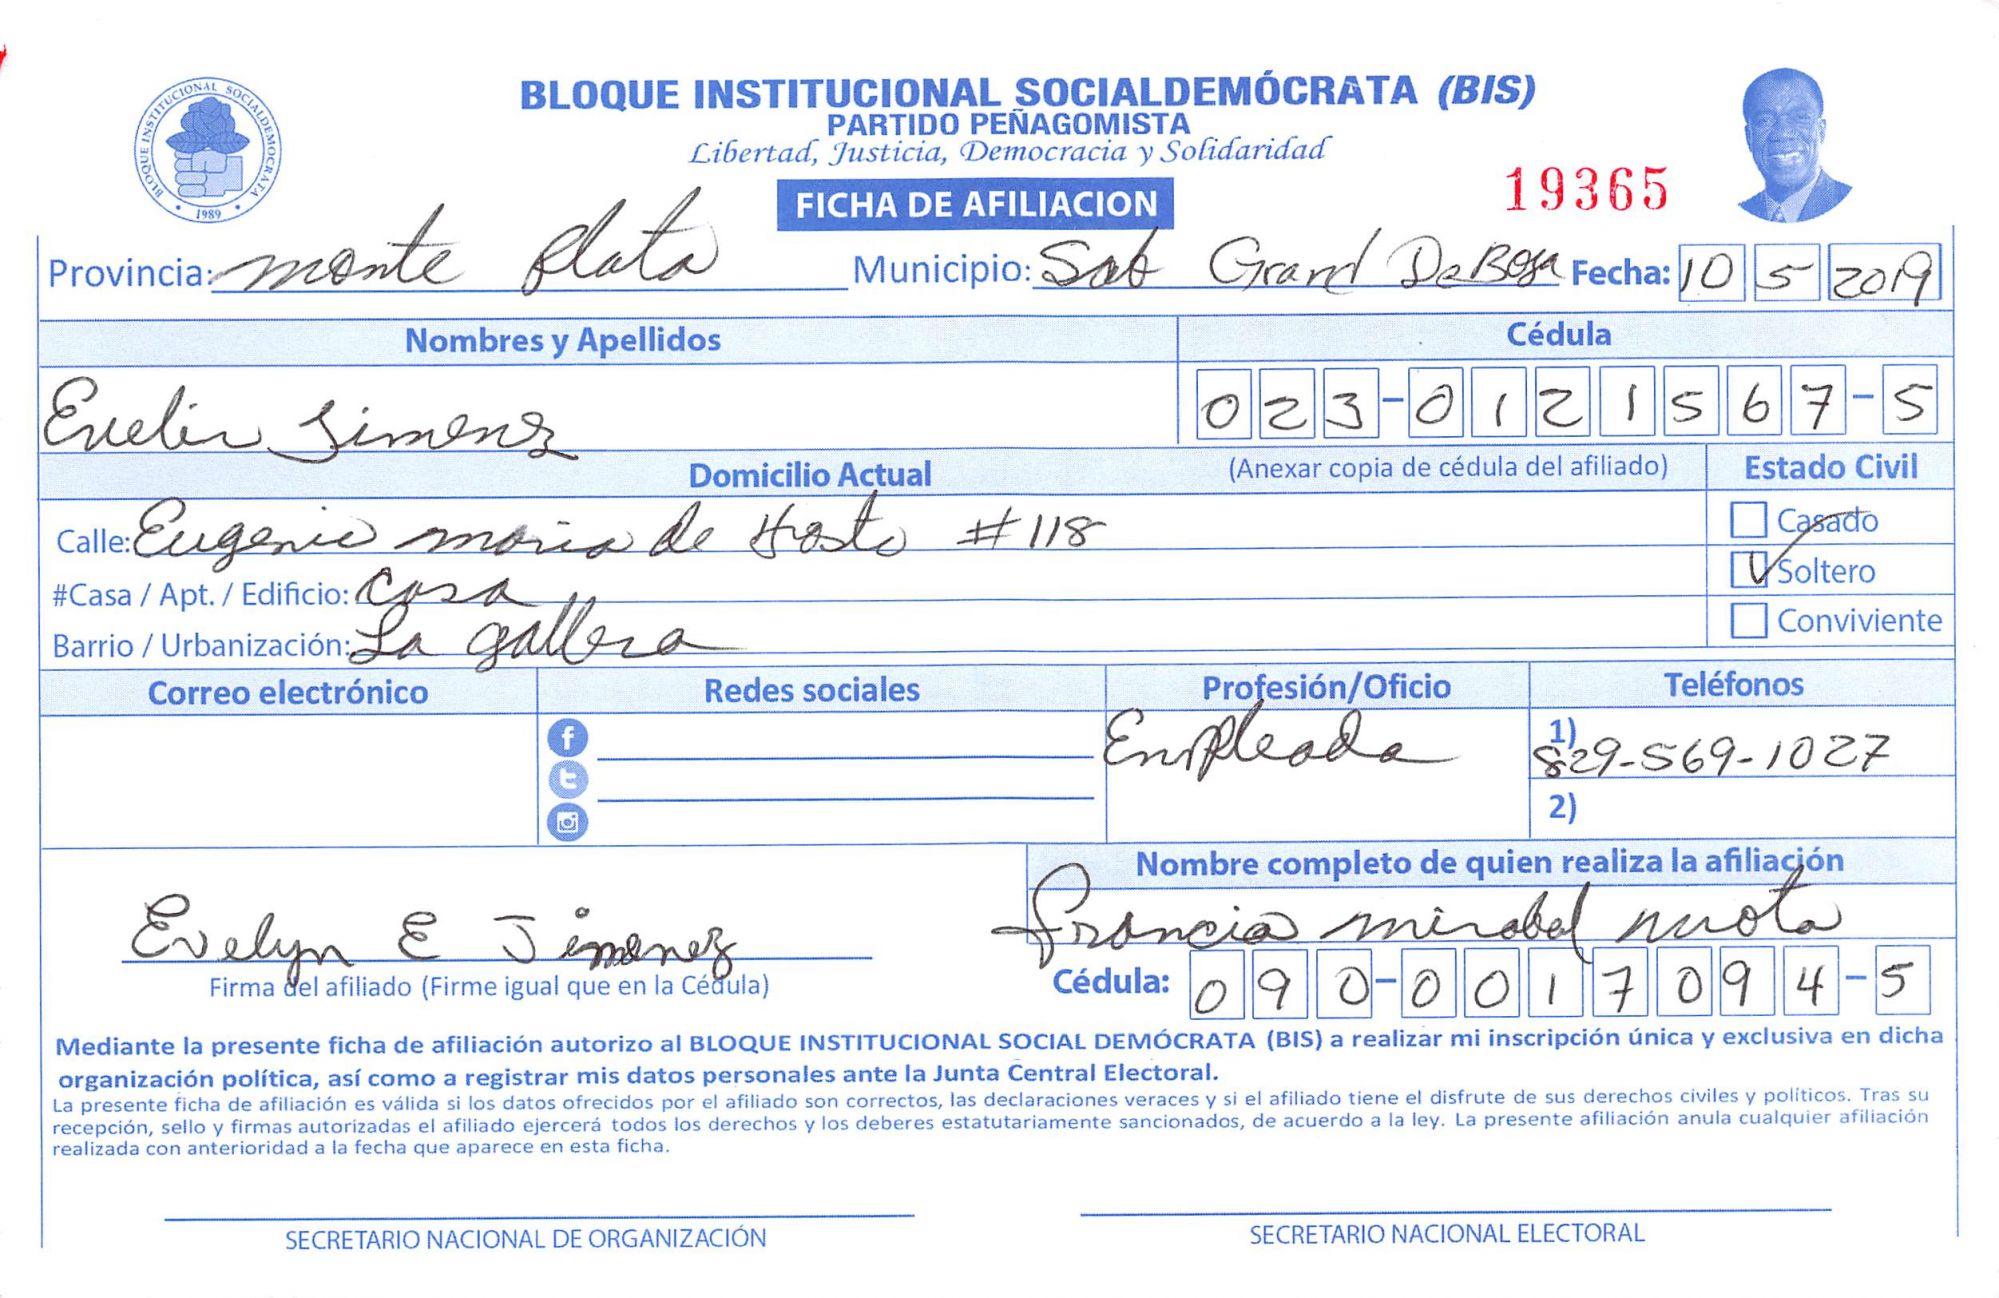 BLOQUE INSTITUCIONAL SOCIALDEMOCRATA
1989
BLOQUE INSTITUCIONAL SOCIALDEMÓCRATA (BIS)
PARTIDO PEÑAGOMISTA
Libertad, Justicia, Democracia y Solidaridad
FICHA DE AFILIACION
19365
Provincia: Monte Plata Municipio: Sab Grand De Boya Fecha: 10 5 2019
Nombres y Apellidos Cédula
Evelin Jimenez 023-0121567-5
Domicilio Actual (Anexar copia de cédula del afiliado) Estado Civil
Calle: Eugenio maria de Hosto #118 Casado
#Casa / Apt. / Edificio: Casa Soltero
Barrio / Urbanización: La gallera Conviviente
Correo electrónico Redes sociales Profesión/Oficio Teléfonos
Empleada 1) 829-569-1027
2)
Nombre completo de quien realiza la afiliación
Evelyn E Jimenez francia mirabal mota
Firma del afiliado (Firme igual que en la Cédula) Cédula: 090-0017094-5
Mediante la presente ficha de afiliación autorizo al BLOQUE INSTITUCIONAL SOCIAL DEMÓCRATA (BIS) a realizar mi inscripción única y exclusiva en dicha
organización política, así como a registrar mis datos personales ante la Junta Central Electoral.
La presente ficha de afiliación es válida si los datos ofrecidos por el afiliado son correctos, las declaraciones veraces y si el afiliado tiene el disfrute de sus derechos civiles y políticos. Tras su
recepción, sello y firmas autorizadas el afiliado ejercerá todos los derechos y los deberes estatutariamente sancionados, de acuerdo a la ley. La presente afiliación anula cualquier afiliación
realizada con anterioridad a la fecha que aparece en esta ficha.
SECRETARIO NACIONAL DE ORGANIZACIÓN SECRETARIO NACIONAL ELECTORAL